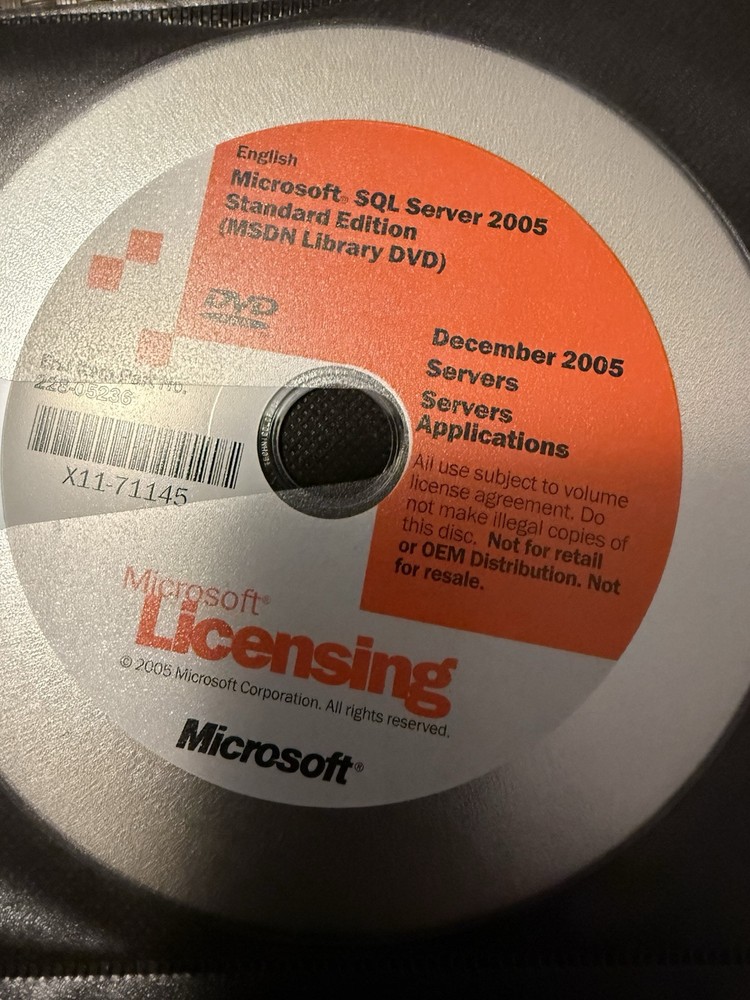 English
Microsoft® SQL Server 2005
Standard Edition
(MSDN Library DVD)
DVD
December 2005
Servers
Servers
Applications
All use subject to volume
license agreement. Do
not make illegal copies of
this disc. Not for retail
or OEM Distribution. Not
for resale.
Part No.
228-05236
X11-71145
Microsoft®
Licensing
© 2005 Microsoft Corporation. All rights reserved.
Microsoft®